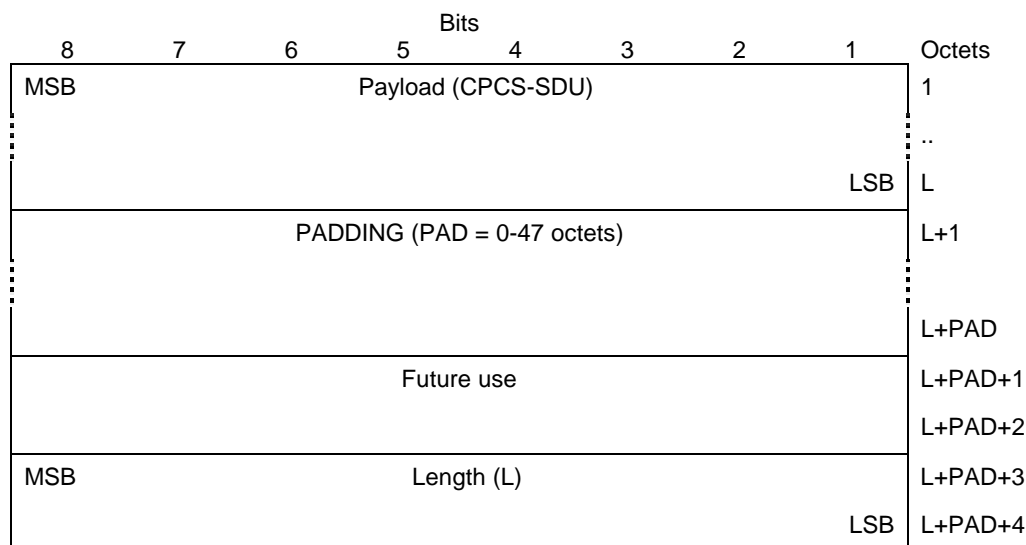 Bits
8 7 6 5 4 3 2 1 Octets
MSB Payload (CPCS-SDU) 1
..
LSB L
PADDING (PAD = 0-47 octets) L+1
L+PAD
Future use L+PAD+1
L+PAD+2
MSB Length (L) L+PAD+3
LSB L+PAD+4